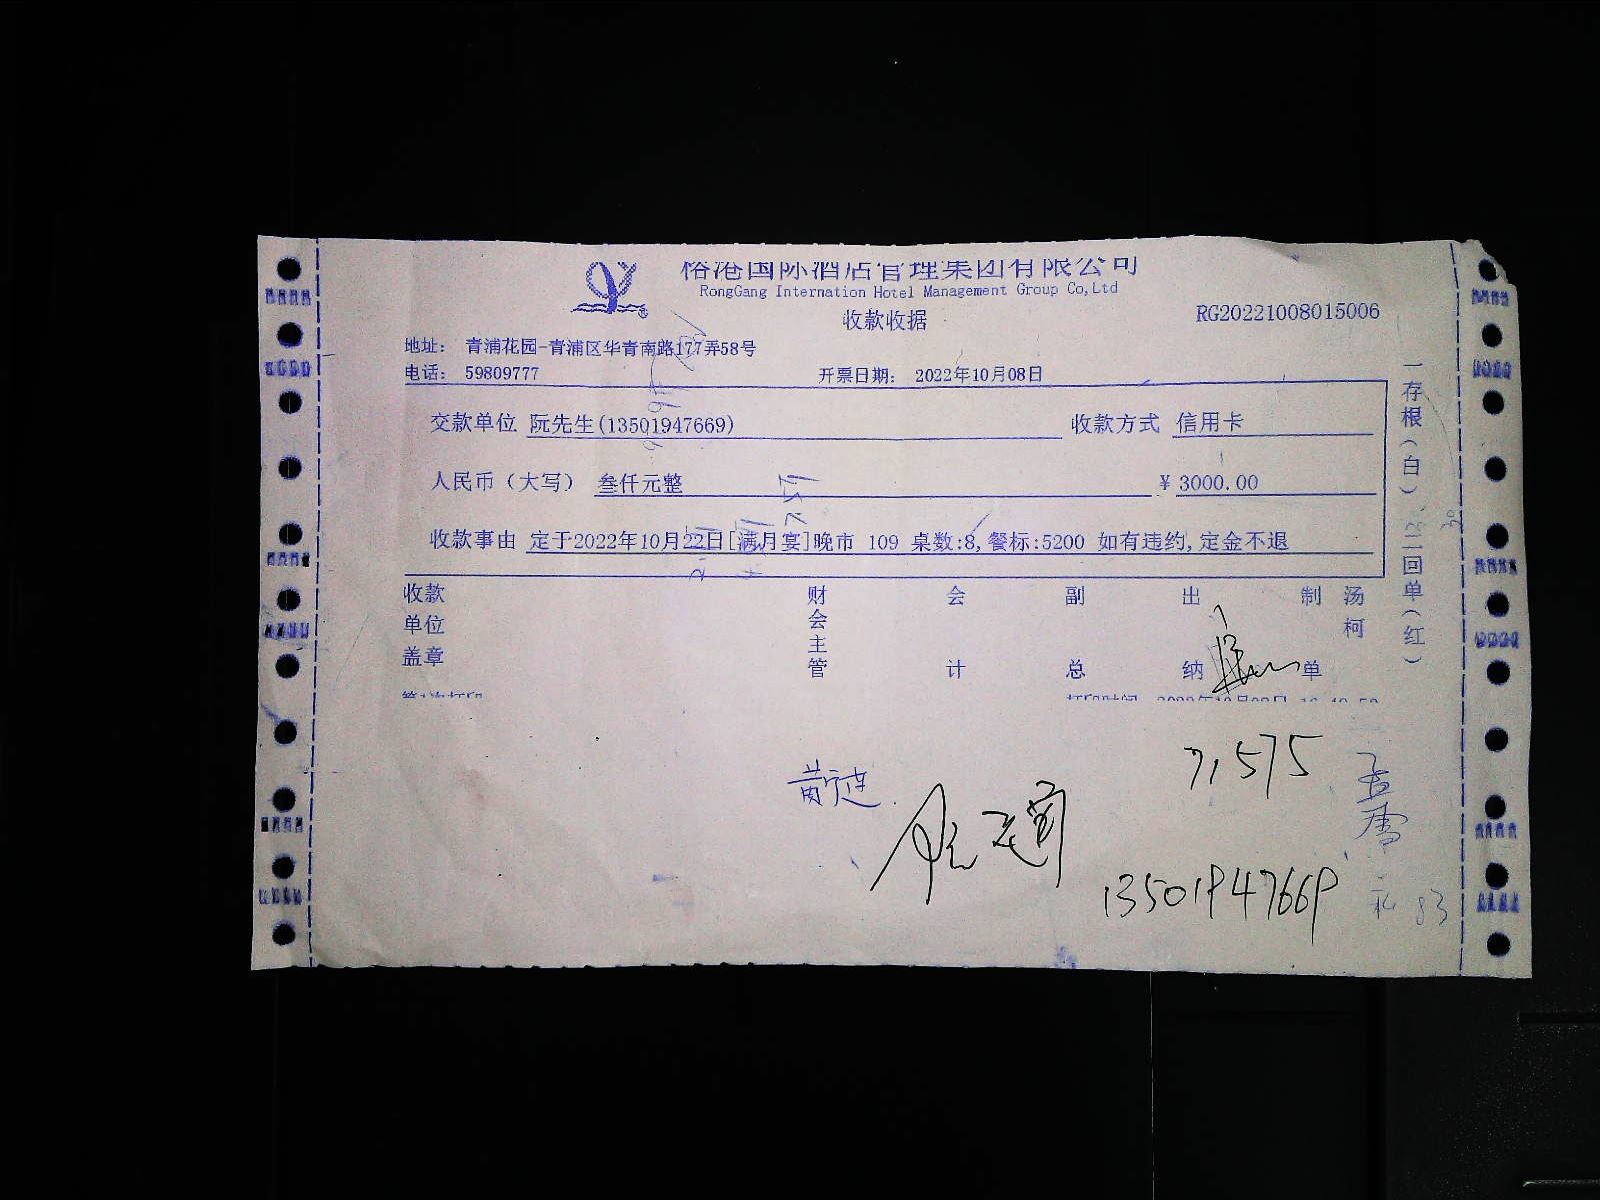 榕港国际酒店管理集团有限公司
RongGang Internation Hotel Management Group Co,Ltd
收款收据
RG20221008015006
地址： 青浦花园-青浦区华青南路177弄58号
电话： 59809777
开票日期： 2022年10月08日
交款单位 阮先生(13501947669)
收款方式 信用卡
人民币（大写） 叁仟元整
¥ 3000.00
收款事由 定于2022年10月22日[满月宴]晚市 109 桌数:8,餐标:5200 如有违约,定金不退
收款单位盖章
财会主管
会计
副总
出纳
制单
汤柯
一存根（白）、二回单（红）
71575
13501947669
83